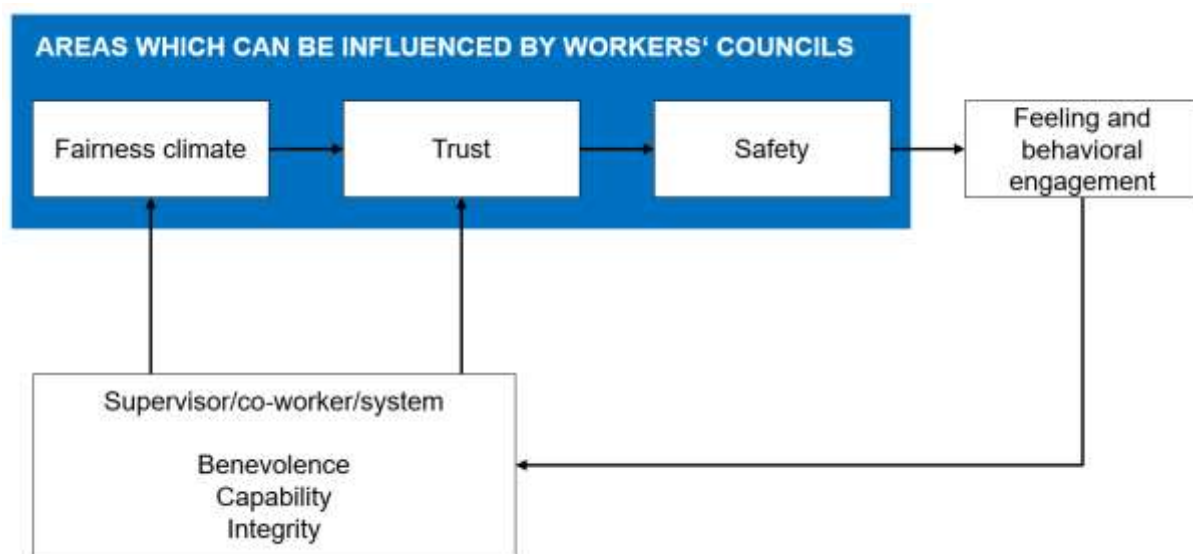 AREAS WHICH CAN BE INFLUENCED BY WORKERS‘ COUNCILS
Fairness climate
Trust
Safety
Feeling and
behavioral
engagement
Supervisor/co-worker/system
Benevolence
Capability
Integrity